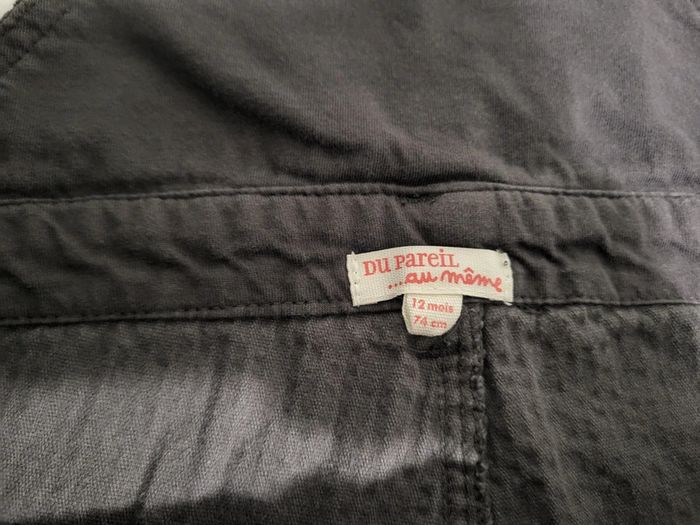 DU PAREIL
...au même
12 mois
74 cm